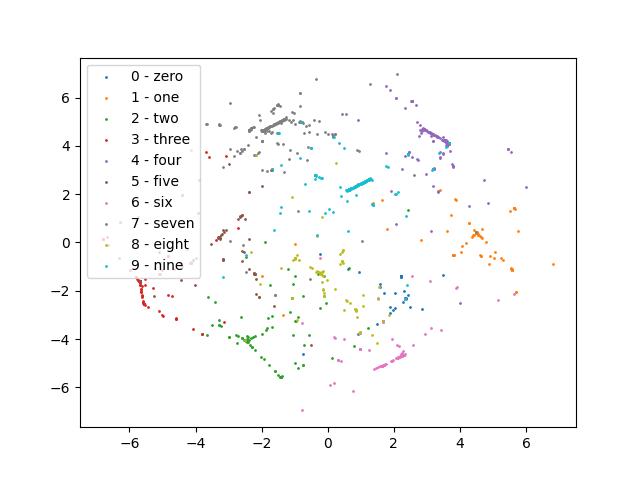 0 - zero
1 - one
2 - two
3 - three
4 - four
5 - five
6 - six
7 - seven
8 - eight
9 - nine
6
4
2
0
−2
−4
−6
−6 −4 −2 0 2 4 6